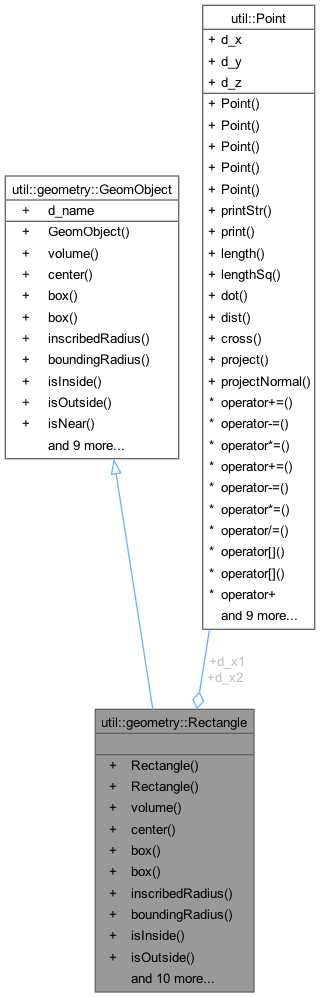 util::Point
+ d_x
+ d_y
+ d_z
+ Point()
+ Point()
+ Point()
+ Point()
+ Point()
+ printStr()
+ print()
+ length()
+ lengthSq()
+ dot()
+ dist()
+ cross()
+ project()
+ projectNormal()
* operator+=()
* operator-=()
* operator*=()
* operator+=()
* operator-=()
* operator*=()
* operator/=()
* operator[]()
* operator[]()
* operator+
and 9 more...
util::geometry::GeomObject
+ d_name
+ GeomObject()
+ volume()
+ center()
+ box()
+ box()
+ inscribedRadius()
+ boundingRadius()
+ isInside()
+ isOutside()
+ isNear()
and 9 more...
+d_x1
+d_x2
util::geometry::Rectangle
+ Rectangle()
+ Rectangle()
+ volume()
+ center()
+ box()
+ box()
+ inscribedRadius()
+ boundingRadius()
+ isInside()
+ isOutside()
and 10 more...